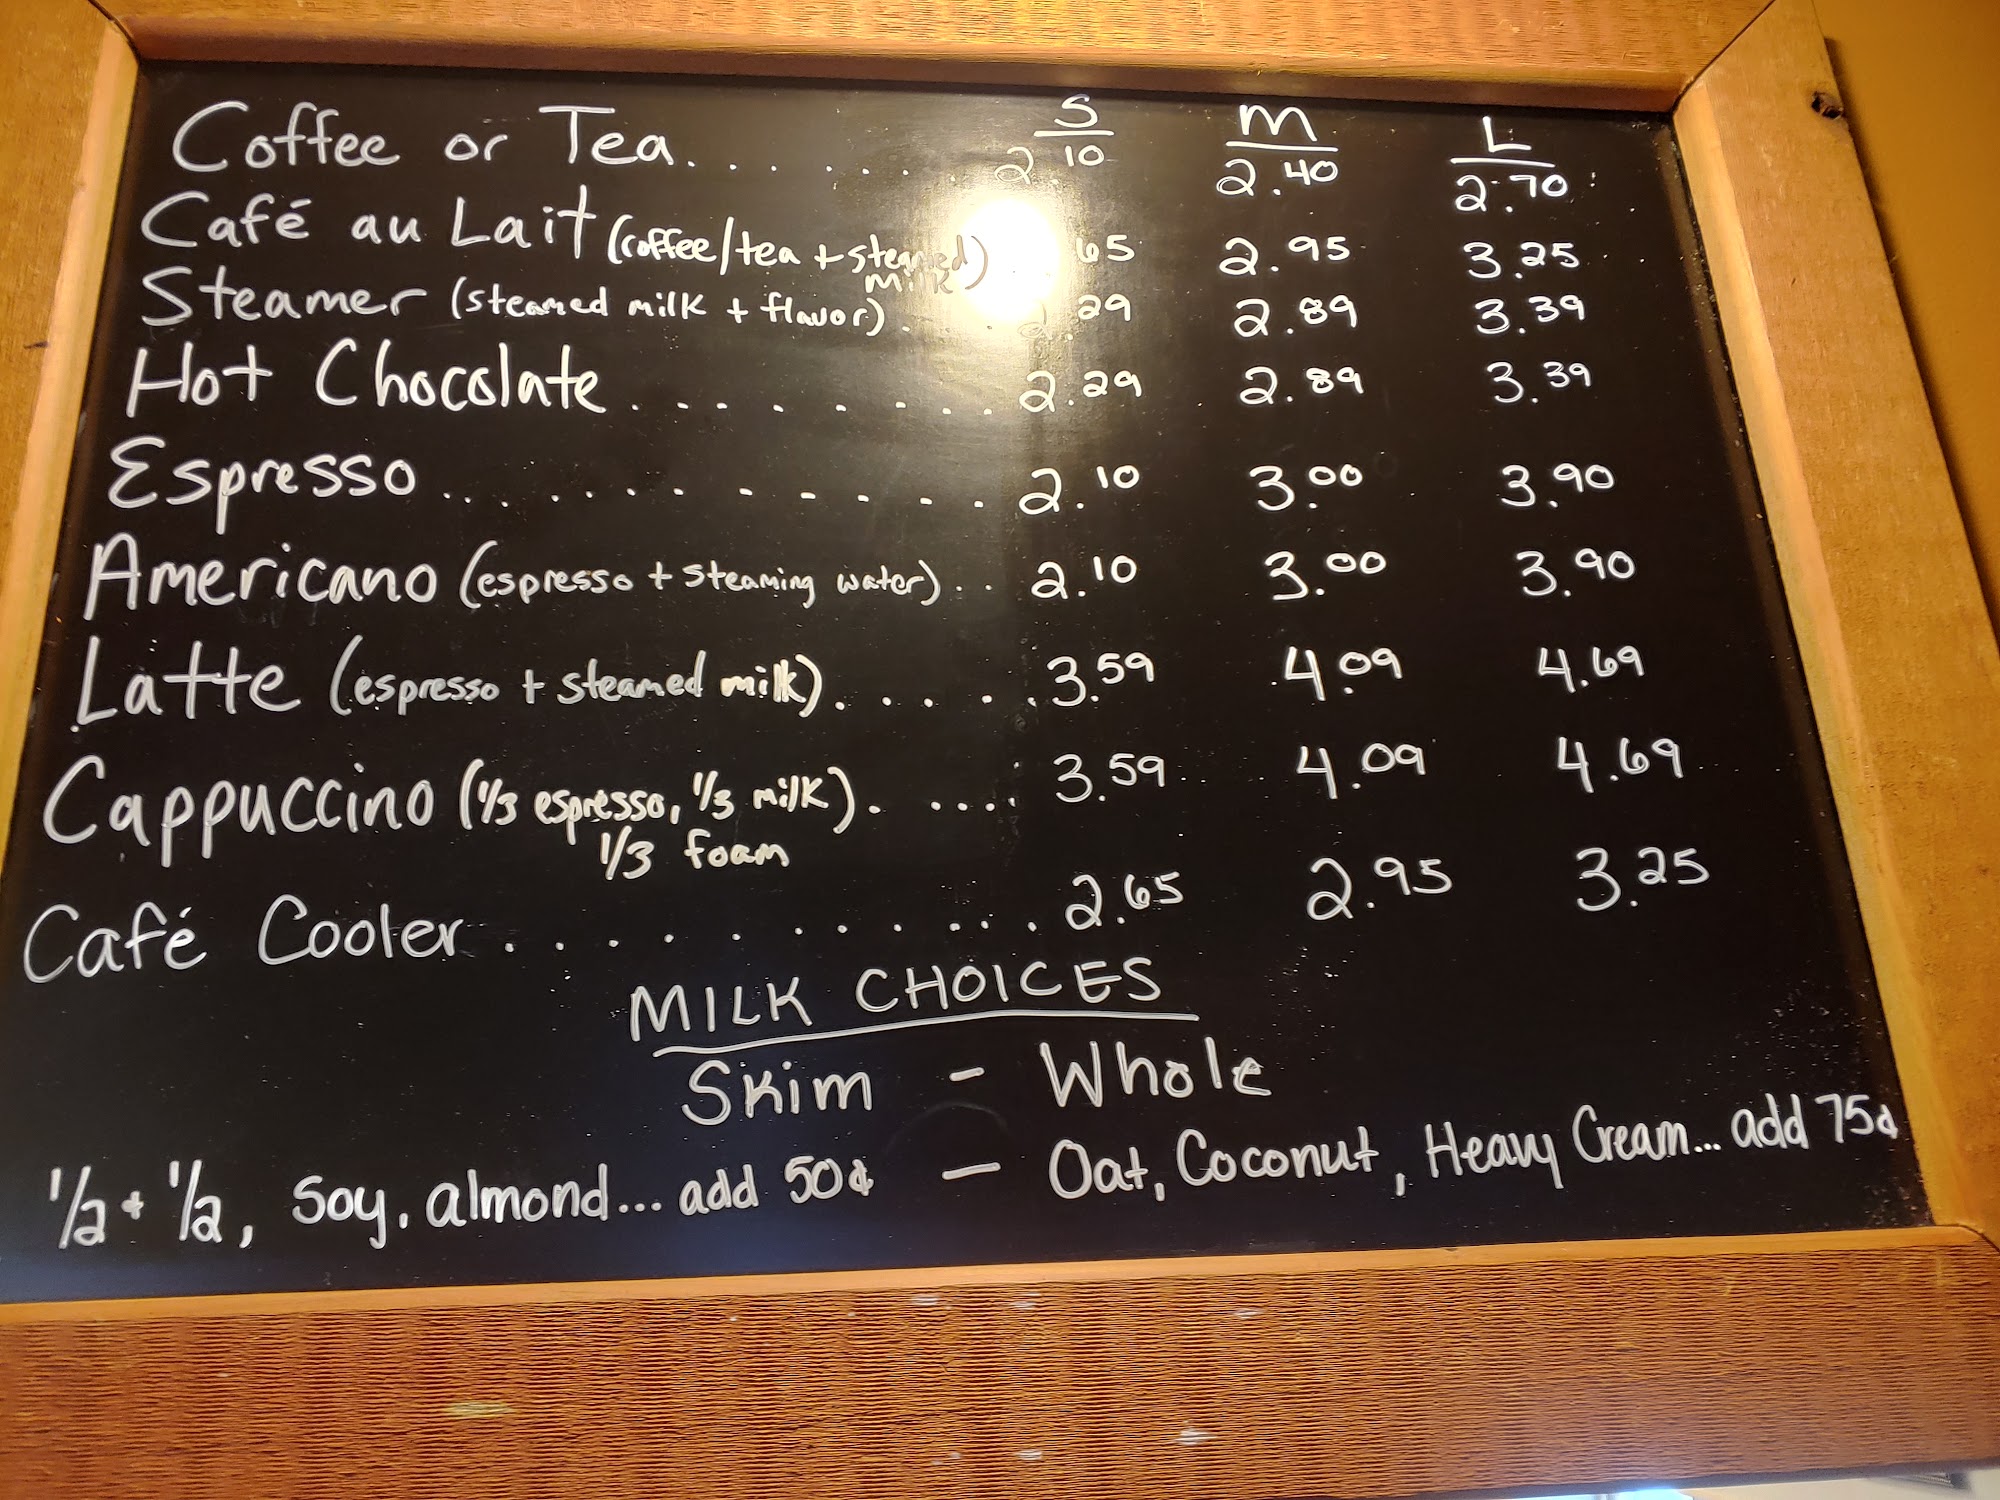 S M L
Coffee or Tea....... 2.10 2.40 2.70
Café au Lait (coffee/tea + steamed milk) .65 2.95 3.25
Steamer (steamed milk + flavor). .29 2.89 3.39
Hot Chocolate........ 2.29 2.89 3.39
Espresso........... 2.10 3.00 3.90
Americano (espresso + steaming water).. 2.10 3.00 3.90
Latte (espresso + steamed milk)..... 3.59 4.09 4.69
Cappuccino (1/3 espresso, 1/3 milk)..... 3.59 4.09 4.69
1/3 foam
Café Cooler........... 2.65 2.95 3.25
MILK CHOICES
Skim - Whole
1/2 + 1/2, Soy, almond... add 50¢ - Oat, Coconut, Heavy Cream... add 75¢